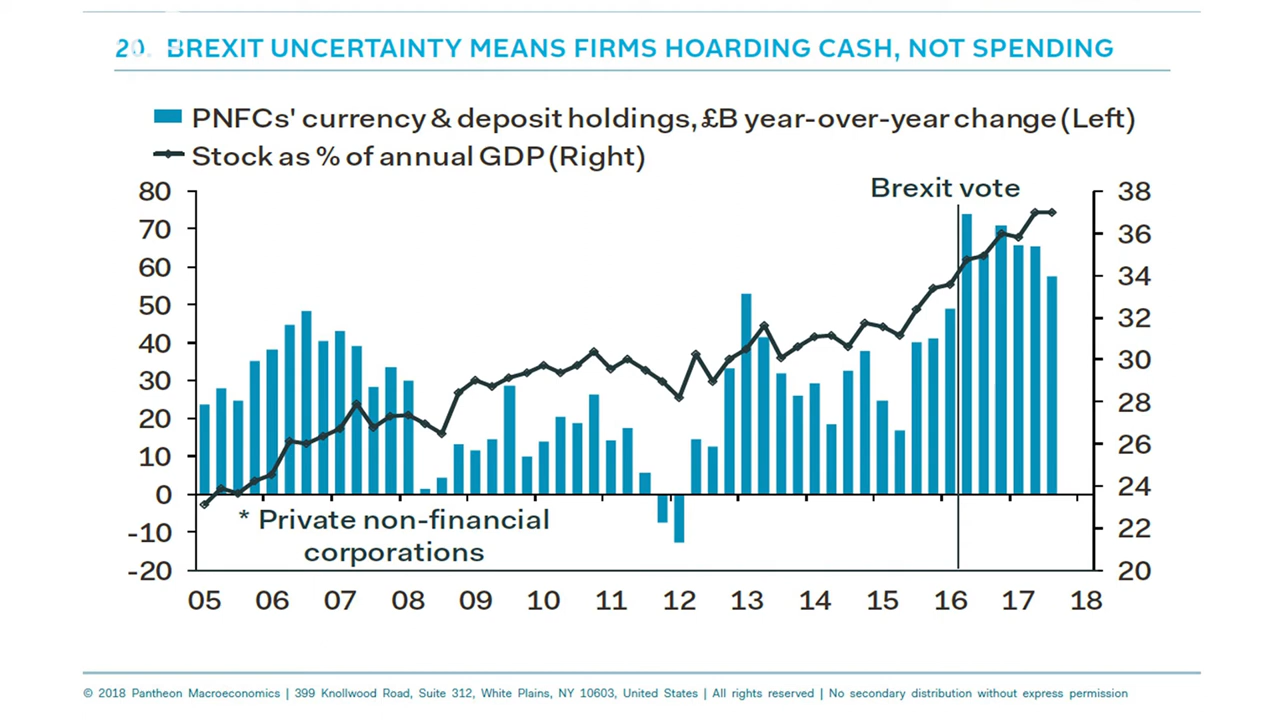 20. BREXIT UNCERTAINTY MEANS FIRMS HOARDING CASH, NOT SPENDING
PNFCs' currency & deposit holdings, £B year-over-year change (Left)
Stock as % of annual GDP (Right)
Brexit vote
80
70
60
50
40
30
20
10
0
-10
-20
38
36
34
32
30
28
26
24
22
20
* Private non-financial
corporations
05 06 07 08 09 10 11 12 13 14 15 16 17 18
© 2018 Pantheon Macroeconomics | 399 Knollwood Road, Suite 312, White Plains, NY 10603, United States | All rights reserved | No secondary distribution without express permission